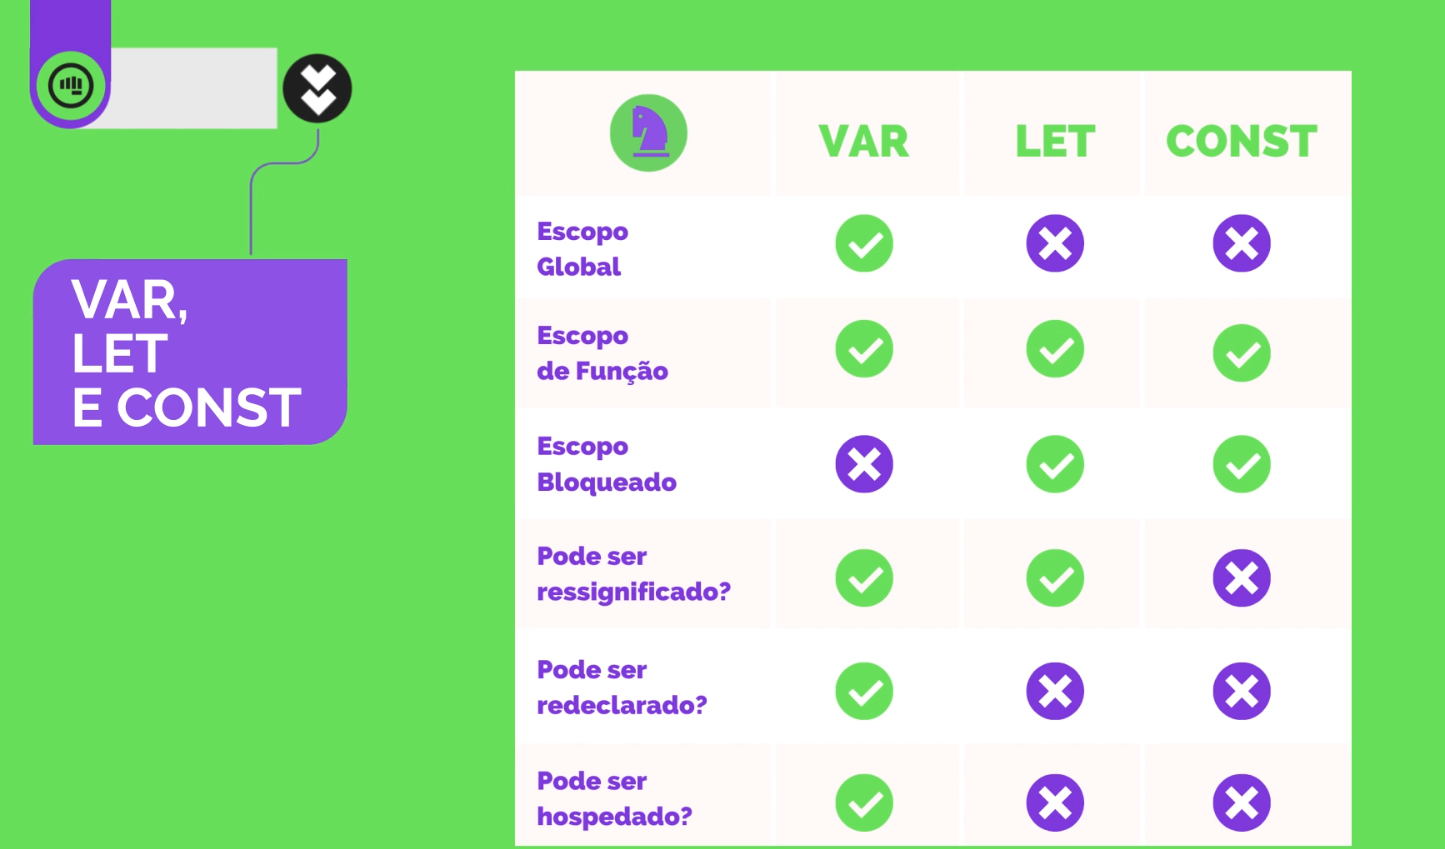 VAR,
LET
E CONST
VAR LET CONST
Escopo
Global
Escopo
de Função
Escopo
Bloqueado
Pode ser
ressignificado?
Pode ser
redeclarado?
Pode ser
hospedado?